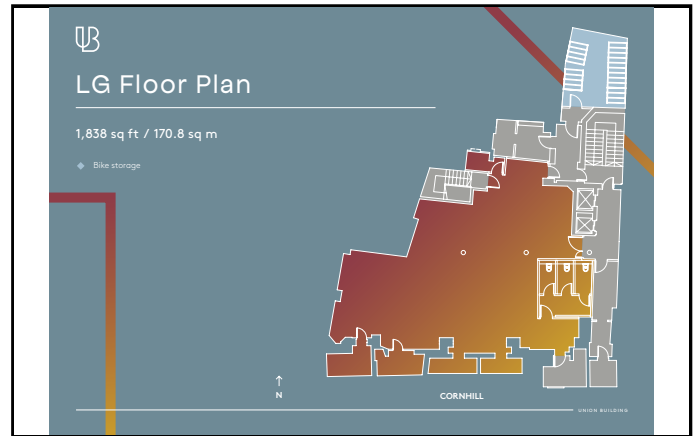 UB
LG Floor Plan
1,838 sq ft / 170.8 sq m
Bike storage
N
CORNHILL
UNION BUILDING